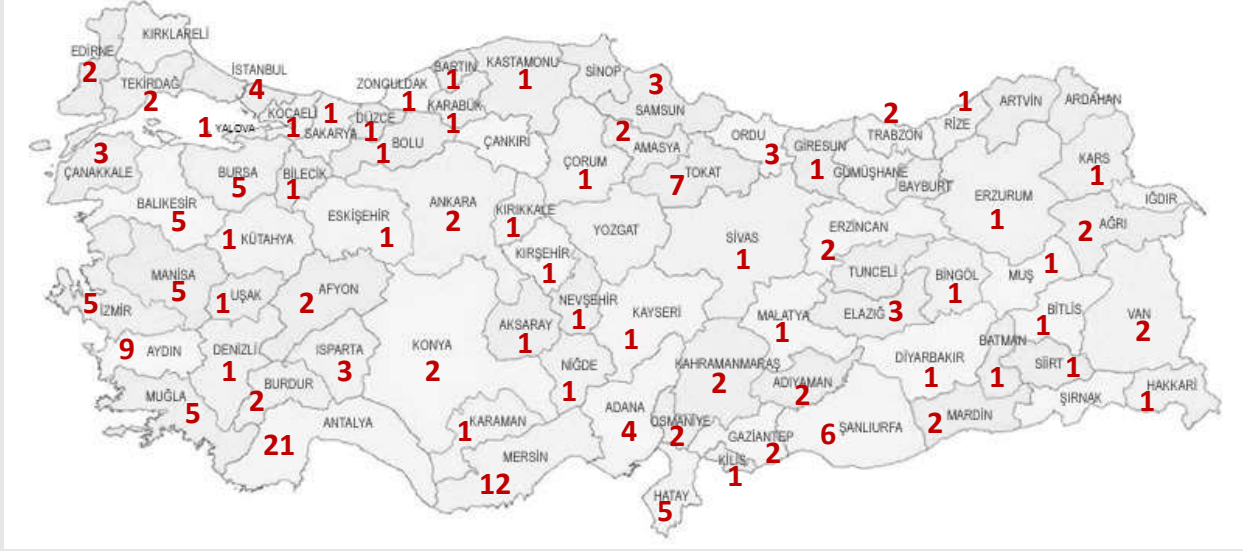 KIRKLARELİ
EDİRNE
2
TEKİRDAĞ
2
İSTANBUL
4
KOCAELİ
1
1
SAKARYA
1
YALOVA
ZONGULDAK
1
BARTIN
1
KARABÜK
1
KASTAMONU
1
SİNOP
3
SAMSUN
DÜZCE
1
BOLU
1
ÇANKIRI
2
AMASYA
ÇORUM
1
TOKAT
7
ORDU
3
GİRESUN
1
2
TRABZON
1
RİZE
ARTVİN
ARDAHAN
GÜMÜŞHANE
BAYBURT
ERZURUM
1
KARS
1
IĞDIR
AĞRI
2
3
ÇANAKKALE
BURSA
5
BİLECİK
1
BALIKESİR
5
ESKİŞEHİR
1
1
KÜTAHYA
ANKARA
2
KIRIKKALE
1
KIRŞEHİR
1
YOZGAT
SİVAS
1
ERZİNCAN
2
TUNCELİ
BİNGÖL
1
MUŞ
1
MANİSA
5
5
İZMİR
1
UŞAK
AFYON
2
NEVŞEHİR
1
AKSARAY
1
KAYSERİ
1
MALATYA
1
ELAZIĞ
3
BİTLİS
1
VAN
2
9
AYDIN
DENİZLİ
1
ISPARTA
3
KONYA
2
NİĞDE
1
KAHRAMANMARAŞ
2
ADIYAMAN
2
DİYARBAKIR
1
BATMAN
1
SİİRT
1
ŞIRNAK
HAKKARİ
1
MUĞLA
5
BURDUR
2
ANTALYA
21
KARAMAN
1
MERSİN
12
ADANA
4
OSMANİYE
2
GAZİANTEP
2
KİLİS
1
6
ŞANLIURFA
2
MARDİN
HATAY
5